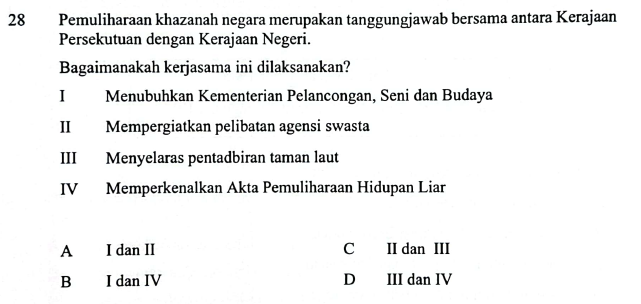 28 Pemuliharaan khazanah negara merupakan tanggungjawab bersama antara Kerajaan
Persekutuan dengan Kerajaan Negeri.
Bagaimanakah kerjasama ini dilaksanakan?
I Menubuhkan Kementerian Pelancongan, Seni dan Budaya
II Mempergiatkan pelibatan agensi swasta
III Menyelaras pentadbiran taman laut
IV Memperkenalkan Akta Pemuliharaan Hidupan Liar
A I dan II C II dan III
B I dan IV D III dan IV